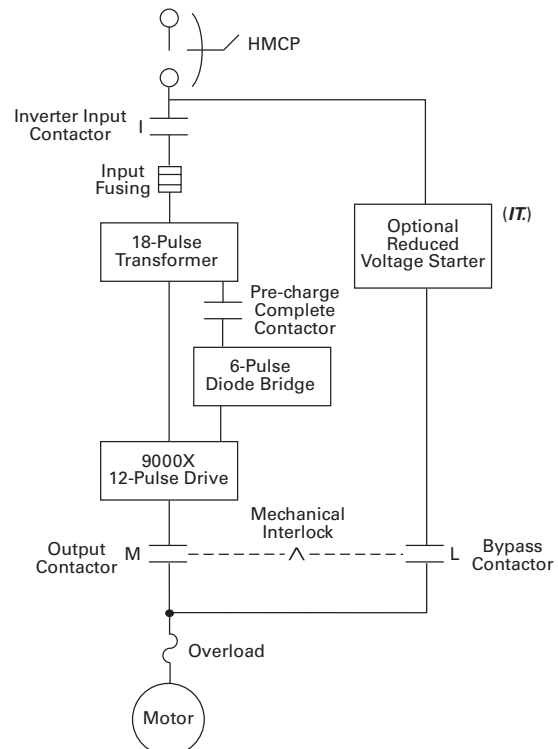 HMCP
Inverter Input
Contactor
I
Input
Fusing
18-Pulse
Transformer
Optional
Reduced
Voltage Starter
(IT.)
Pre-charge
Complete
Contactor
6-Pulse
Diode Bridge
9000X
12-Pulse Drive
Mechanical
Interlock
Output
Contactor
M
L
Bypass
Contactor
Overload
Motor